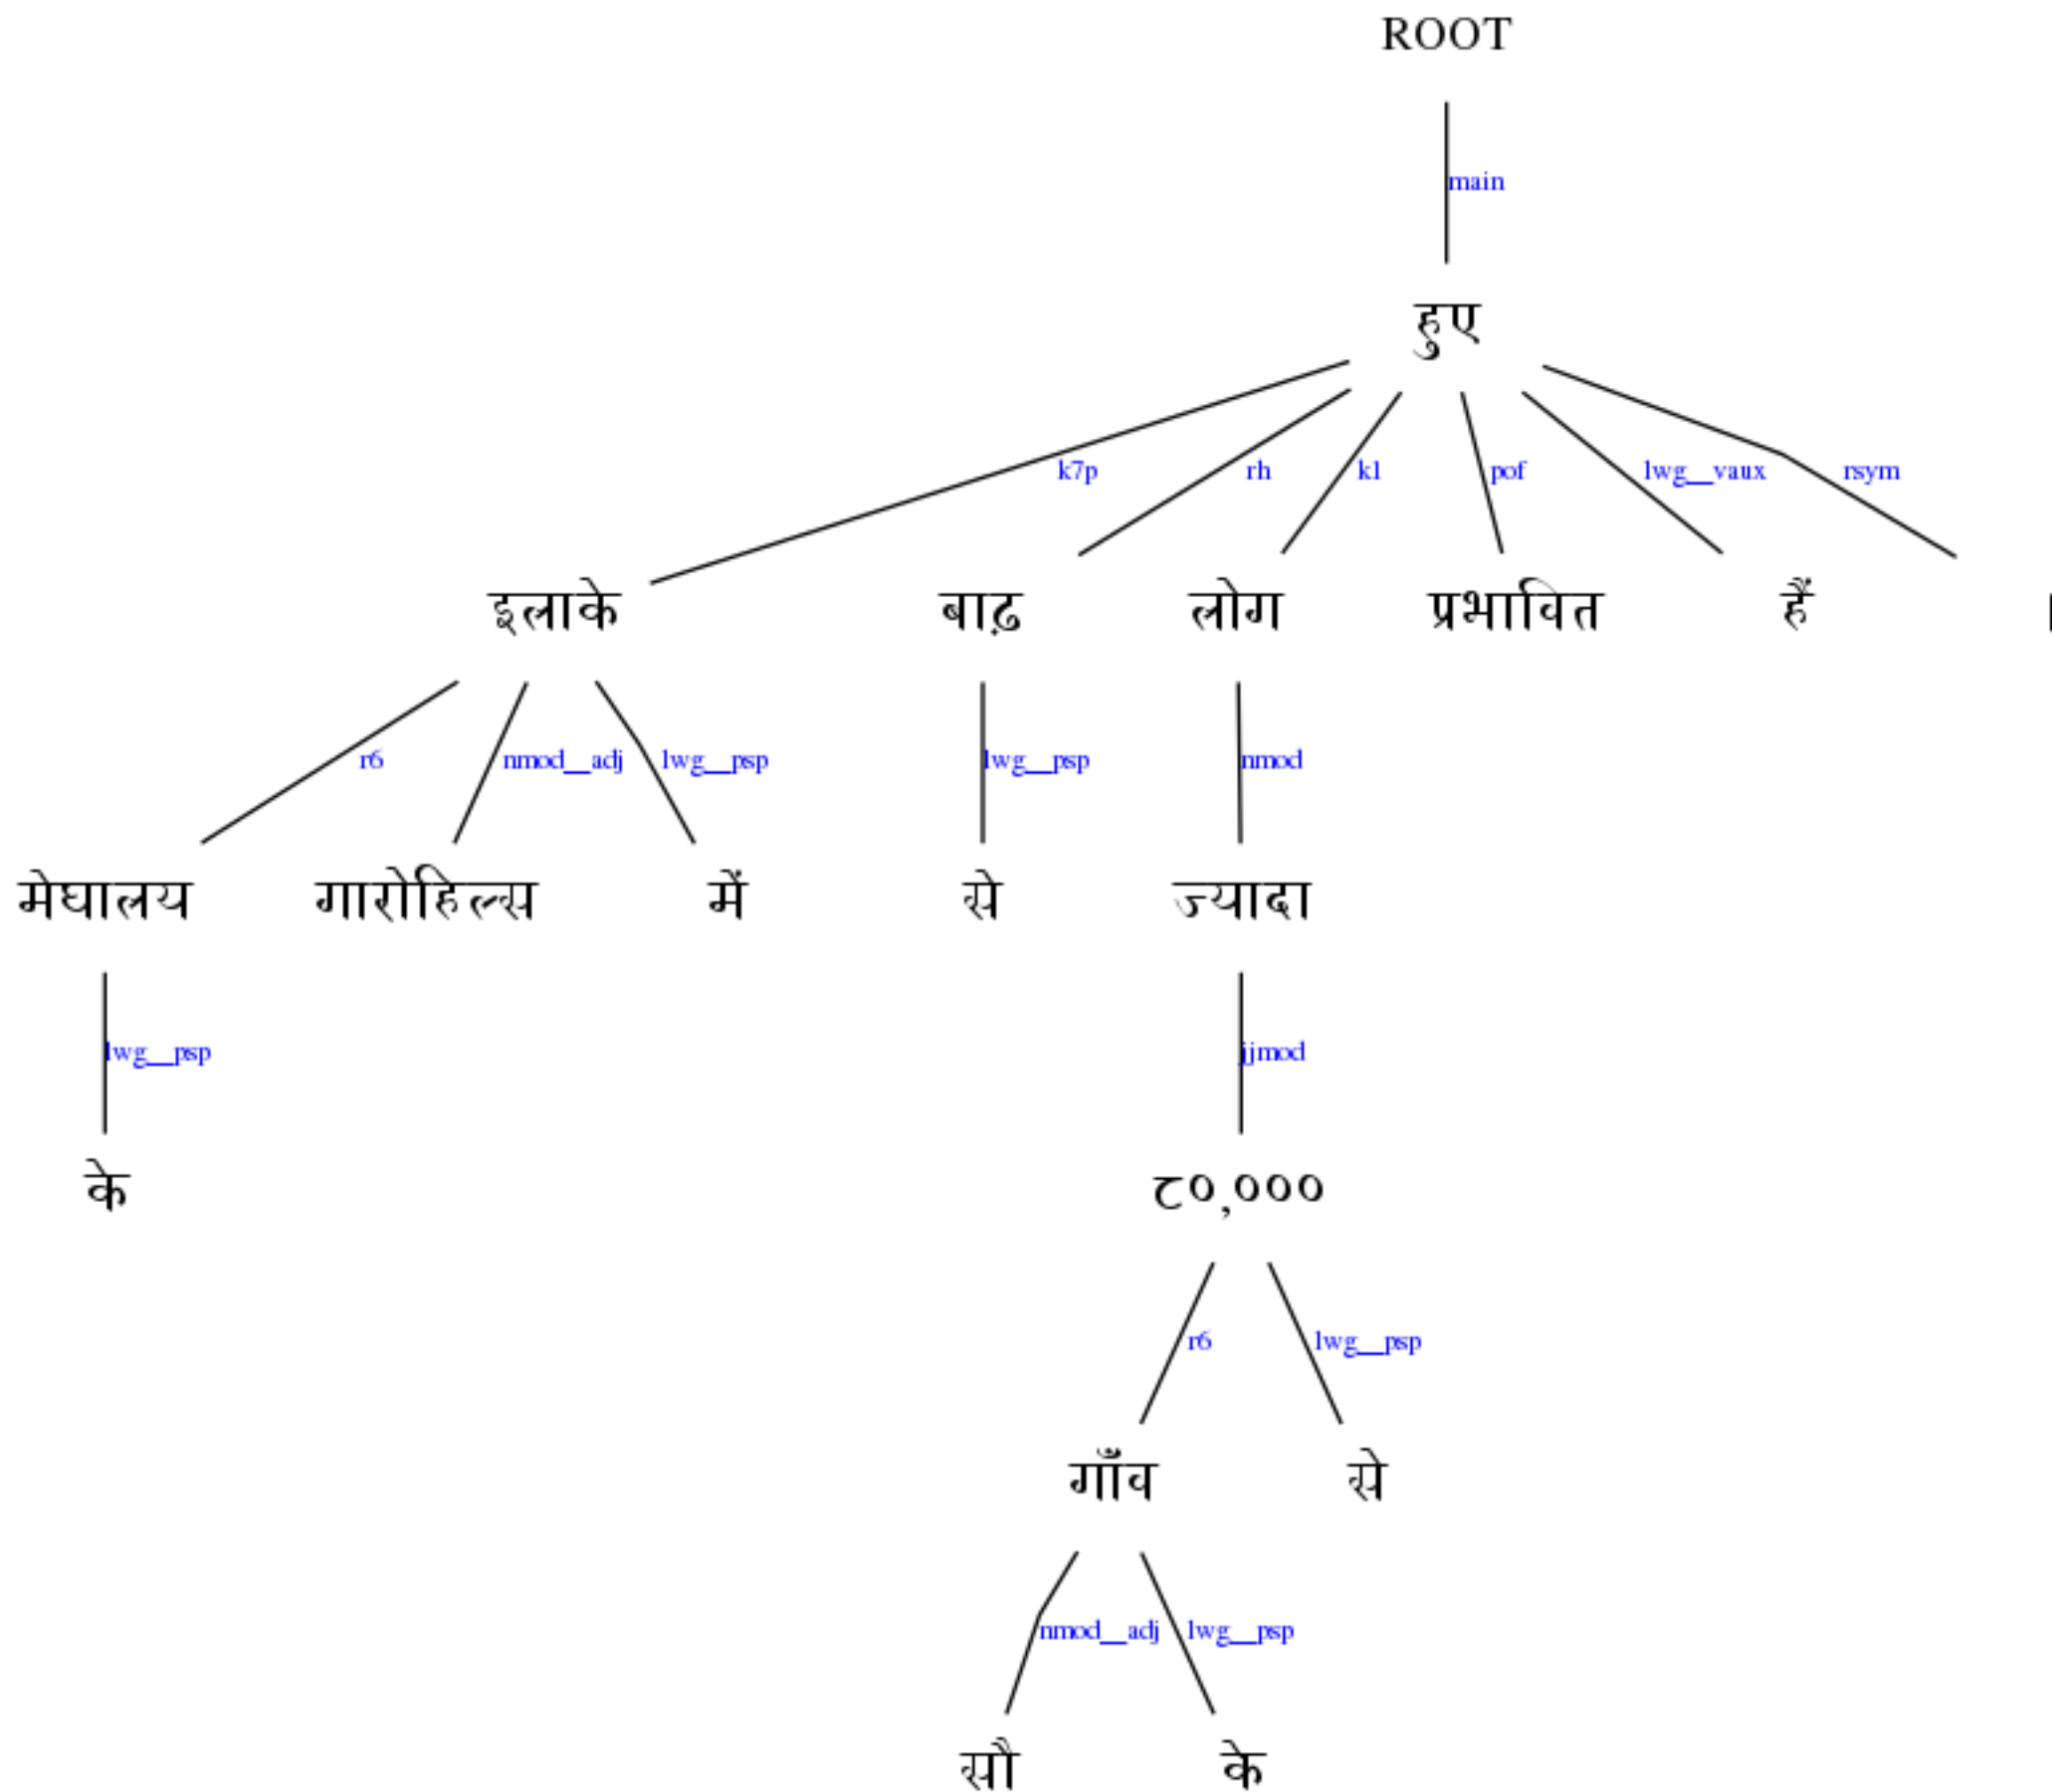 ROOT
main
हुए
k7p rh k1 pof lwg__vaux rsym
इलाके बाढ़ लोग प्रभावित हैं ।
r6 nmod__adj lwg__psp lwg__psp nmod
मेघालय गारोहिल्स में से ज्यादा
lwg__psp jjmod
के ८०,०००
r6 lwg__psp
गाँव से
nmod__adj lwg__psp
सौ के